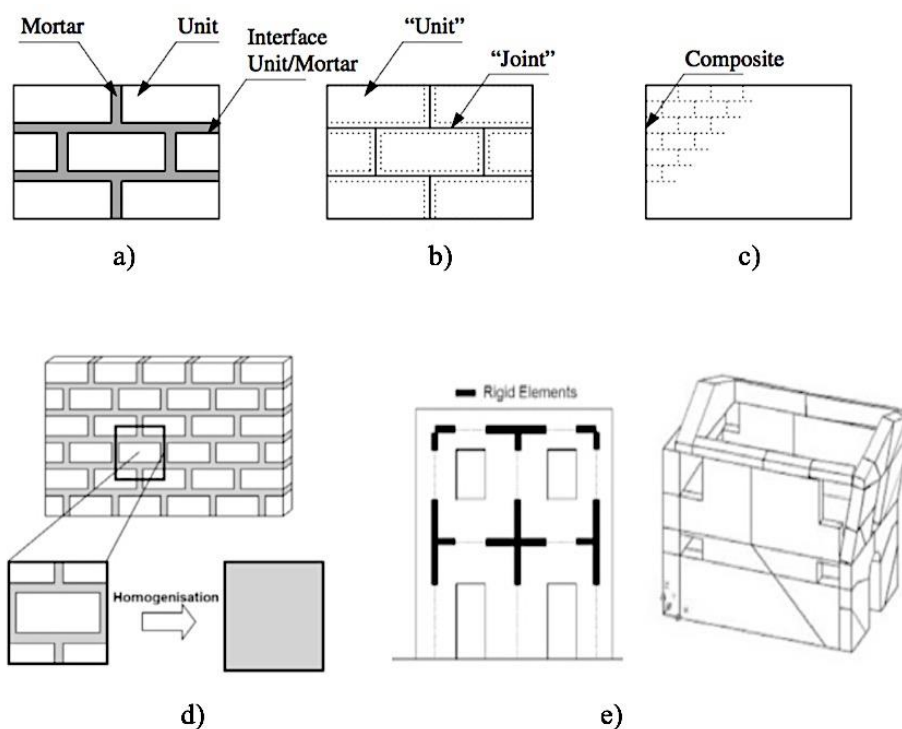 Mortar
Unit
Interface
Unit/Mortar
“Unit”
“Joint”
Composite
a)
b)
c)
Rigid Elements
Homogenisation
d)
e)